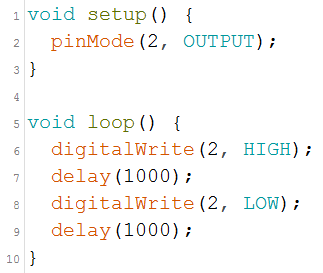 1 void setup() {
2   pinMode(2, OUTPUT);
3 }
4
5 void loop() {
6   digitalWrite(2, HIGH);
7   delay(1000);
8   digitalWrite(2, LOW);
9   delay(1000);
10 }